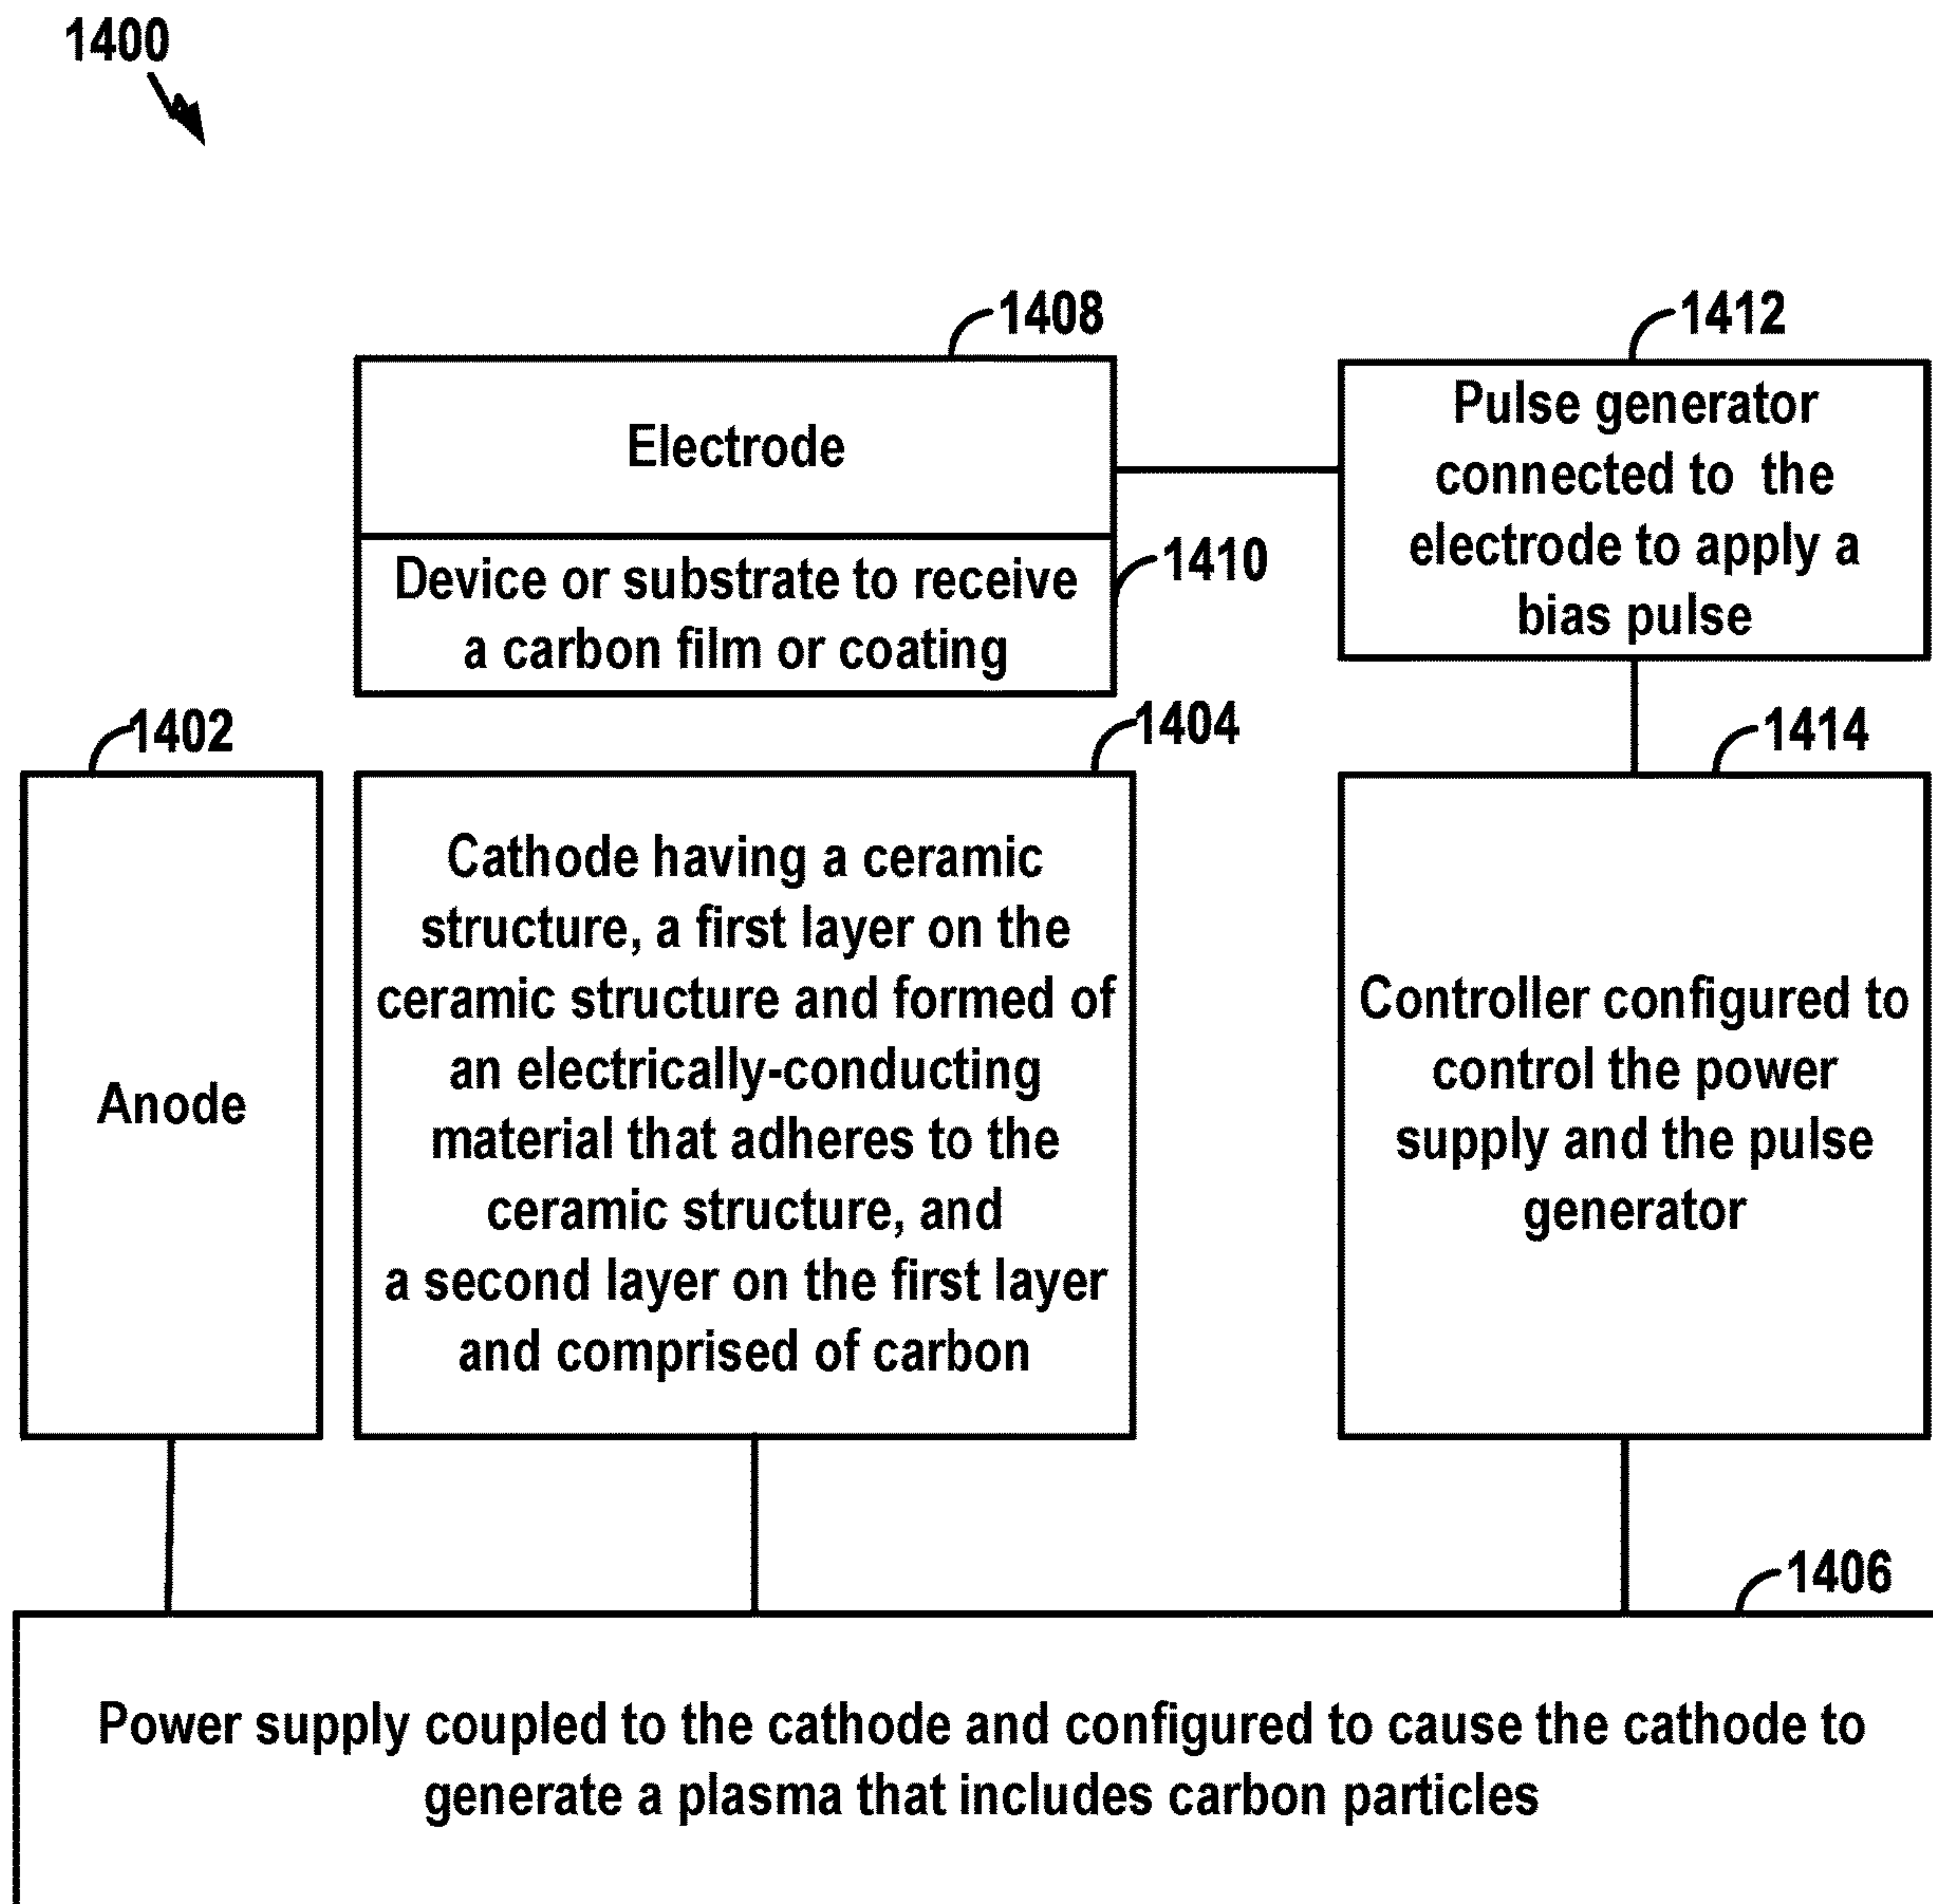 1400
1408
1412
Electrode
Pulse generator
connected to the
electrode to apply a
bias pulse
1410
Device or substrate to receive
a carbon film or coating
1402
1404
1414
Anode
Cathode having a ceramic
structure, a first layer on the
ceramic structure and formed of
an electrically-conducting
material that adheres to the
ceramic structure, and
a second layer on the first layer
and comprised of carbon
Controller configured to
control the power
supply and the pulse
generator
1406
Power supply coupled to the cathode and configured to cause the cathode to
generate a plasma that includes carbon particles